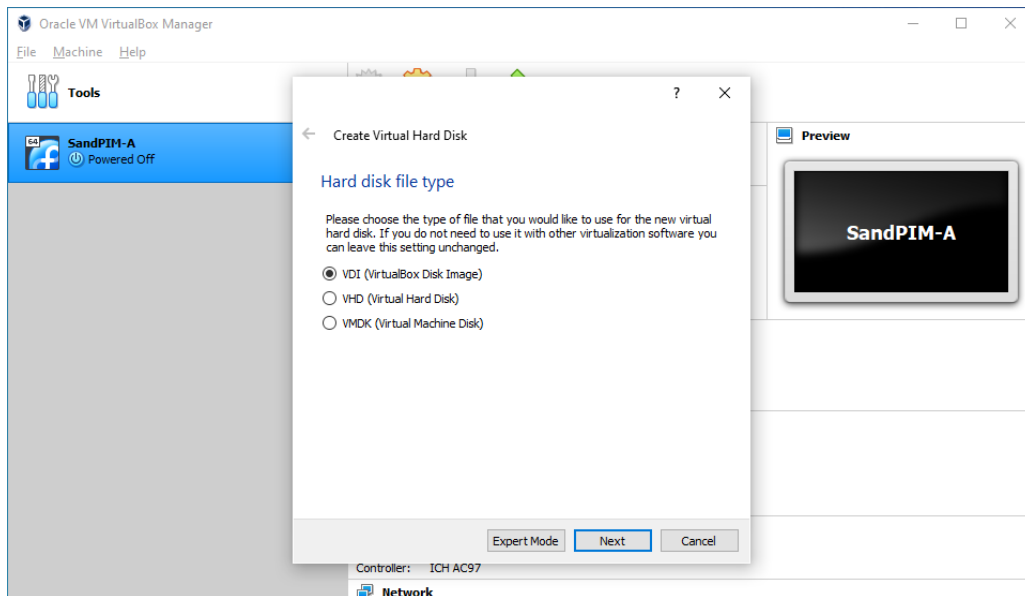 Oracle VM VirtualBox Manager
File Machine Help
Tools
64
SandPIM-A
Powered Off
?
Create Virtual Hard Disk
Hard disk file type
Please choose the type of file that you would like to use for the new virtual
hard disk. If you do not need to use it with other virtualization software you
can leave this setting unchanged.
VDI (VirtualBox Disk Image)
VHD (Virtual Hard Disk)
VMDK (Virtual Machine Disk)
Expert Mode Next Cancel
Preview
SandPIM-A
Controller: ICH AC97
Network